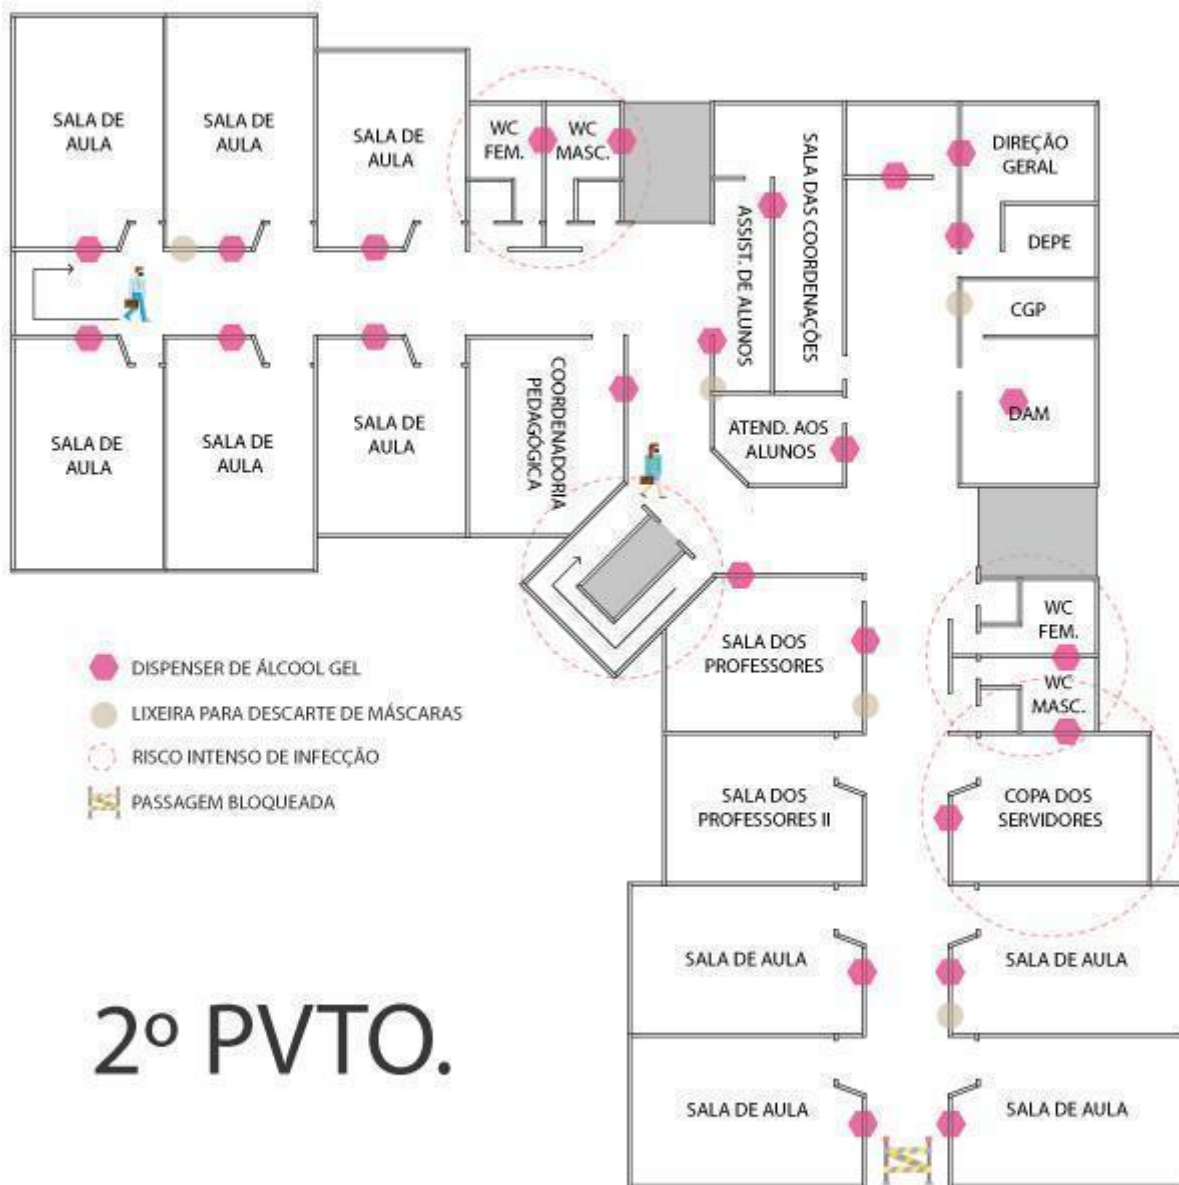 SALA DE
AULA
SALA DE
AULA
SALA DE
AULA
WC
FEM.
WC
MASC.
ASSIST. DE ALUNOS
SALA DAS COORDENAÇÕES
DIREÇÃO
GERAL
DEPE
CGP
DAM
SALA DE
AULA
SALA DE
AULA
SALA DE
AULA
COORDENADORIA
PEDAGÓGICA
ATEND. AOS
ALUNOS
SALA DOS
PROFESSORES
WC
FEM.
WC
MASC.
DISPENSER DE ÁLCOOL GEL
LIXEIRA PARA DESCARTE DE MÁSCARAS
RISCO INTENSO DE INFECÇÃO
PASSAGEM BLOQUEADA
SALA DOS
PROFESSORES II
COPA DOS
SERVIDORES
SALA DE AULA
SALA DE AULA
2º PVTO.
SALA DE AULA
SALA DE AULA